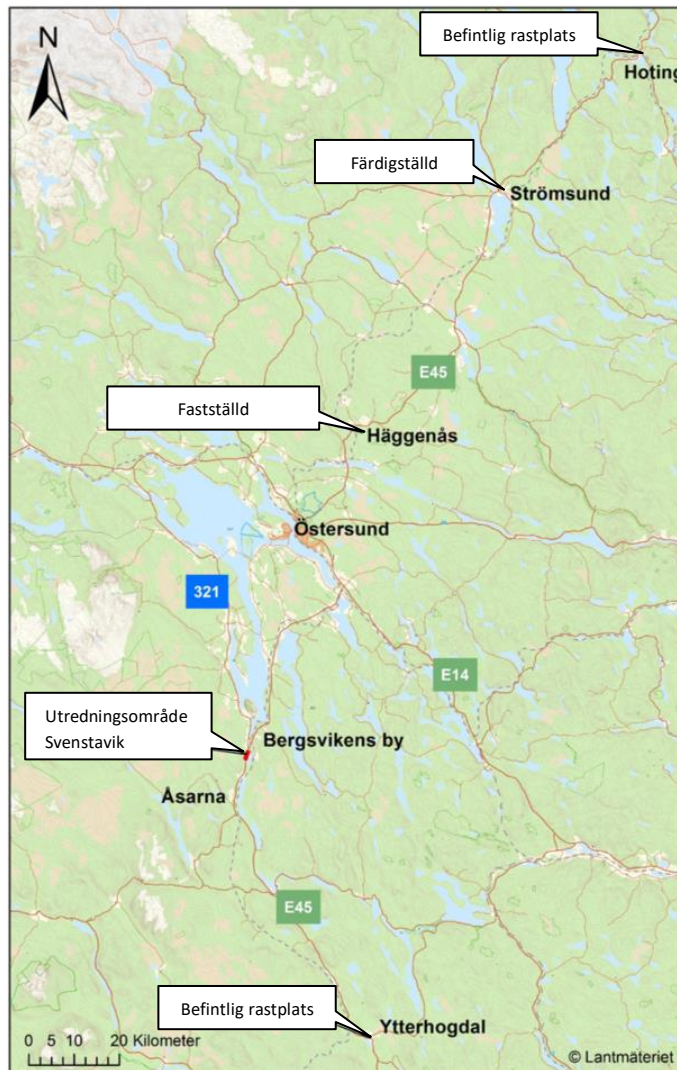 N
Befintlig rastplats
Hoting
Färdigställd
Strömsund
E45
Fastställd
Häggenås
Östersund
321
E14
Utredningsområde
Svenstavik
Bergsvikens by
Åsarna
E45
Befintlig rastplats
Ytterhogdal
0 5 10 20 Kilometer
© Lantmäteriet